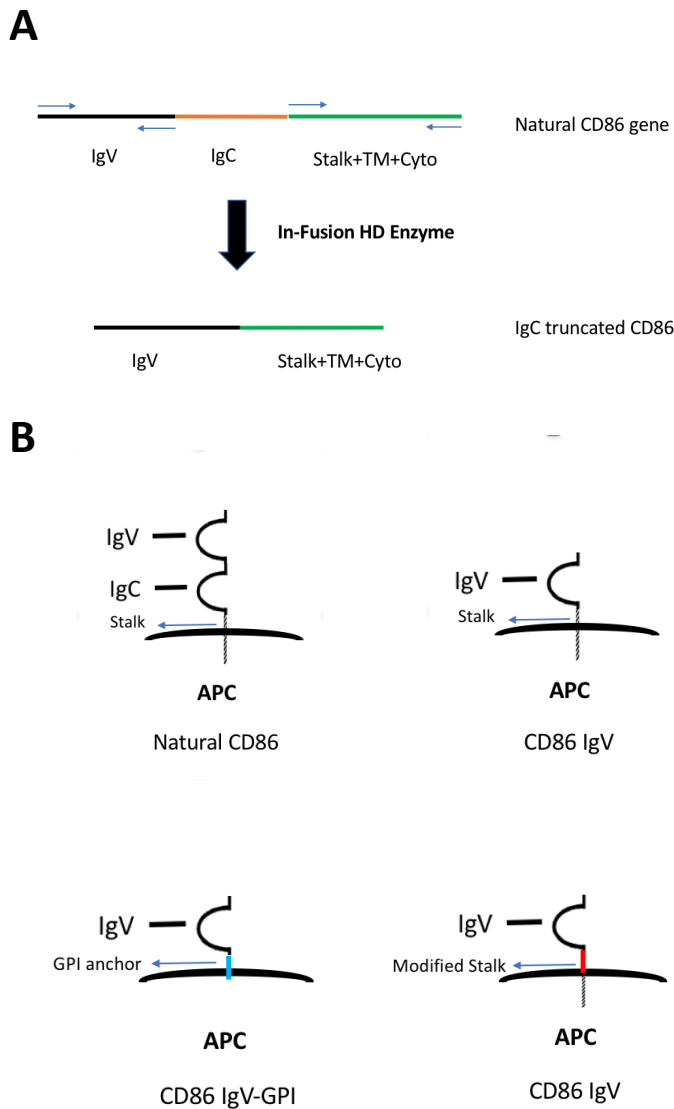 A
Natural CD86 gene
IgV IgC Stalk+TM+Cyto
In-Fusion HD Enzyme
IgC truncated CD86
IgV Stalk+TM+Cyto
B
IgV
IgC
Stalk
APC
Natural CD86
IgV
Stalk
APC
CD86 IgV
IgV
GPI anchor
APC
CD86 IgV-GPI
IgV
Modified Stalk
APC
CD86 IgV